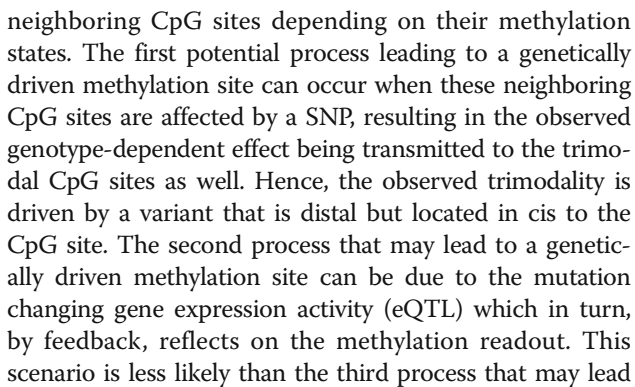 neighboring CpG sites depending on their methylation
states. The first potential process leading to a genetically
driven methylation site can occur when these neighboring
CpG sites are affected by a SNP, resulting in the observed
genotype-dependent effect being transmitted to the trimo-
dal CpG sites as well. Hence, the observed trimodality is
driven by a variant that is distal but located in cis to the
CpG site. The second process that may lead to a genetic-
ally driven methylation site can be due to the mutation
changing gene expression activity (eQTL) which in turn,
by feedback, reflects on the methylation readout. This
scenario is less likely than the third process that may lead